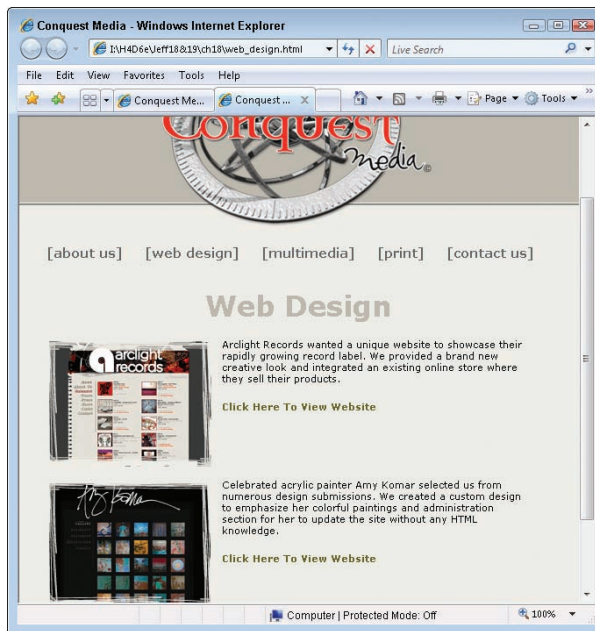 Conquest Media - Windows Internet Explorer
I:\H4D6e\Jeff18&19\ch18\web_design.html
Live Search
File Edit View Favorites Tools Help
Conquest Me...
Conquest ...
Page
Tools
Conquest
media
[about us] [web design] [multimedia] [print] [contact us]
Web Design
arclight
records
Arclight Records wanted a unique website to showcase their
rapidly growing record label. We provided a brand new
creative look and integrated an existing online store where
they sell their products.
Click Here To View Website
Celebrated acrylic painter Amy Komar selected us from
numerous design submissions. We created a custom design
to emphasize her colorful paintings and administration
section for her to update the site without any HTML
knowledge.
Click Here To View Website
Computer | Protected Mode: Off
100%